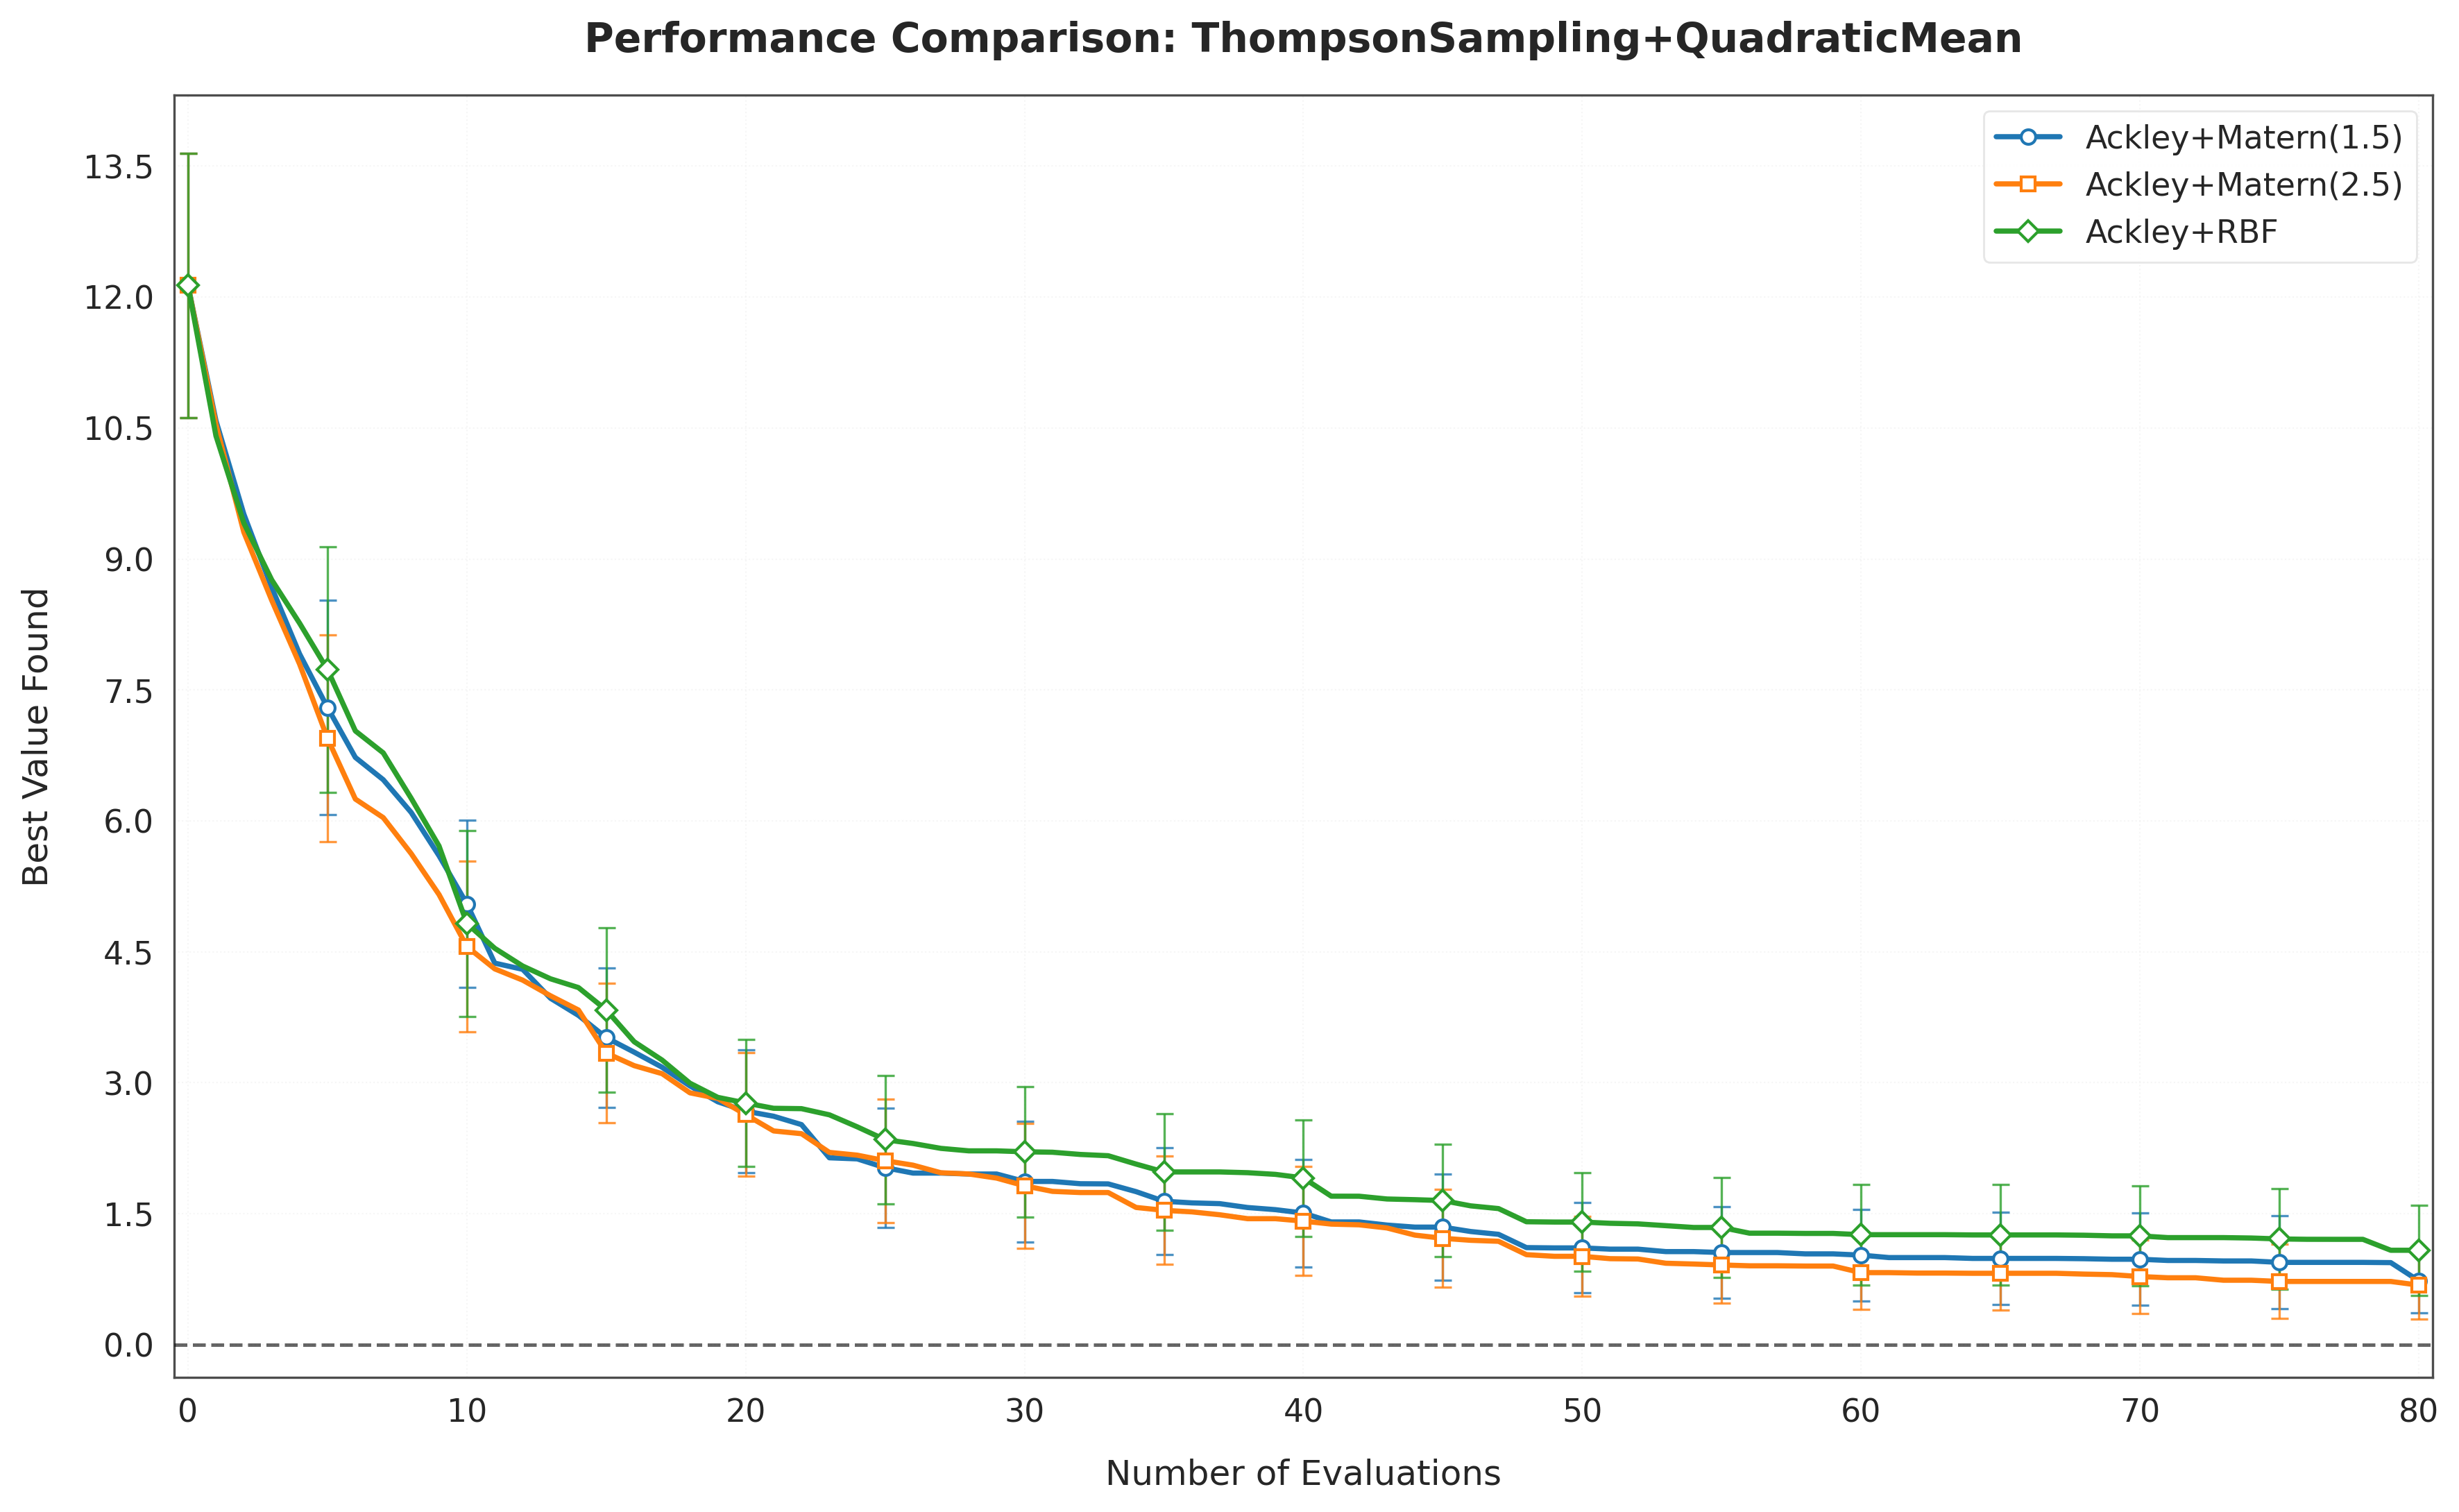 Performance Comparison: ThompsonSampling+QuadraticMean
Ackley+Matern(1.5)
Ackley+Matern(2.5)
Ackley+RBF
Best Value Found
13.5
12.0
10.5
9.0
7.5
6.0
4.5
3.0
1.5
0.0
0 10 20 30 40 50 60 70 80
Number of Evaluations